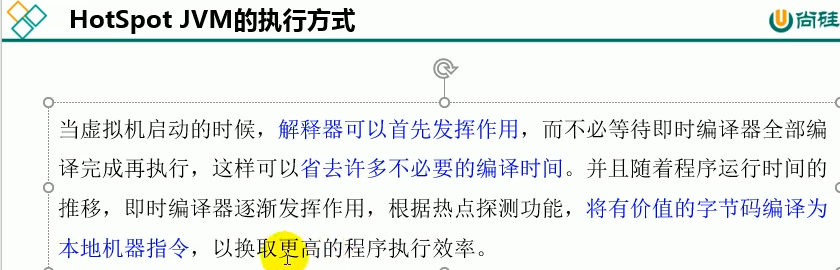 HotSpot JVM的执行方式
尚硅
当虚拟机启动的时候，解释器可以首先发挥作用，而不必等待即时编译器全部编
译完成再执行，这样可以省去许多不必要的编译时间。并且随着程序运行时间的
推移，即时编译器逐渐发挥作用，根据热点探测功能，将有价值的字节码编译为
本地机器指令，以换取更高的程序执行效率。